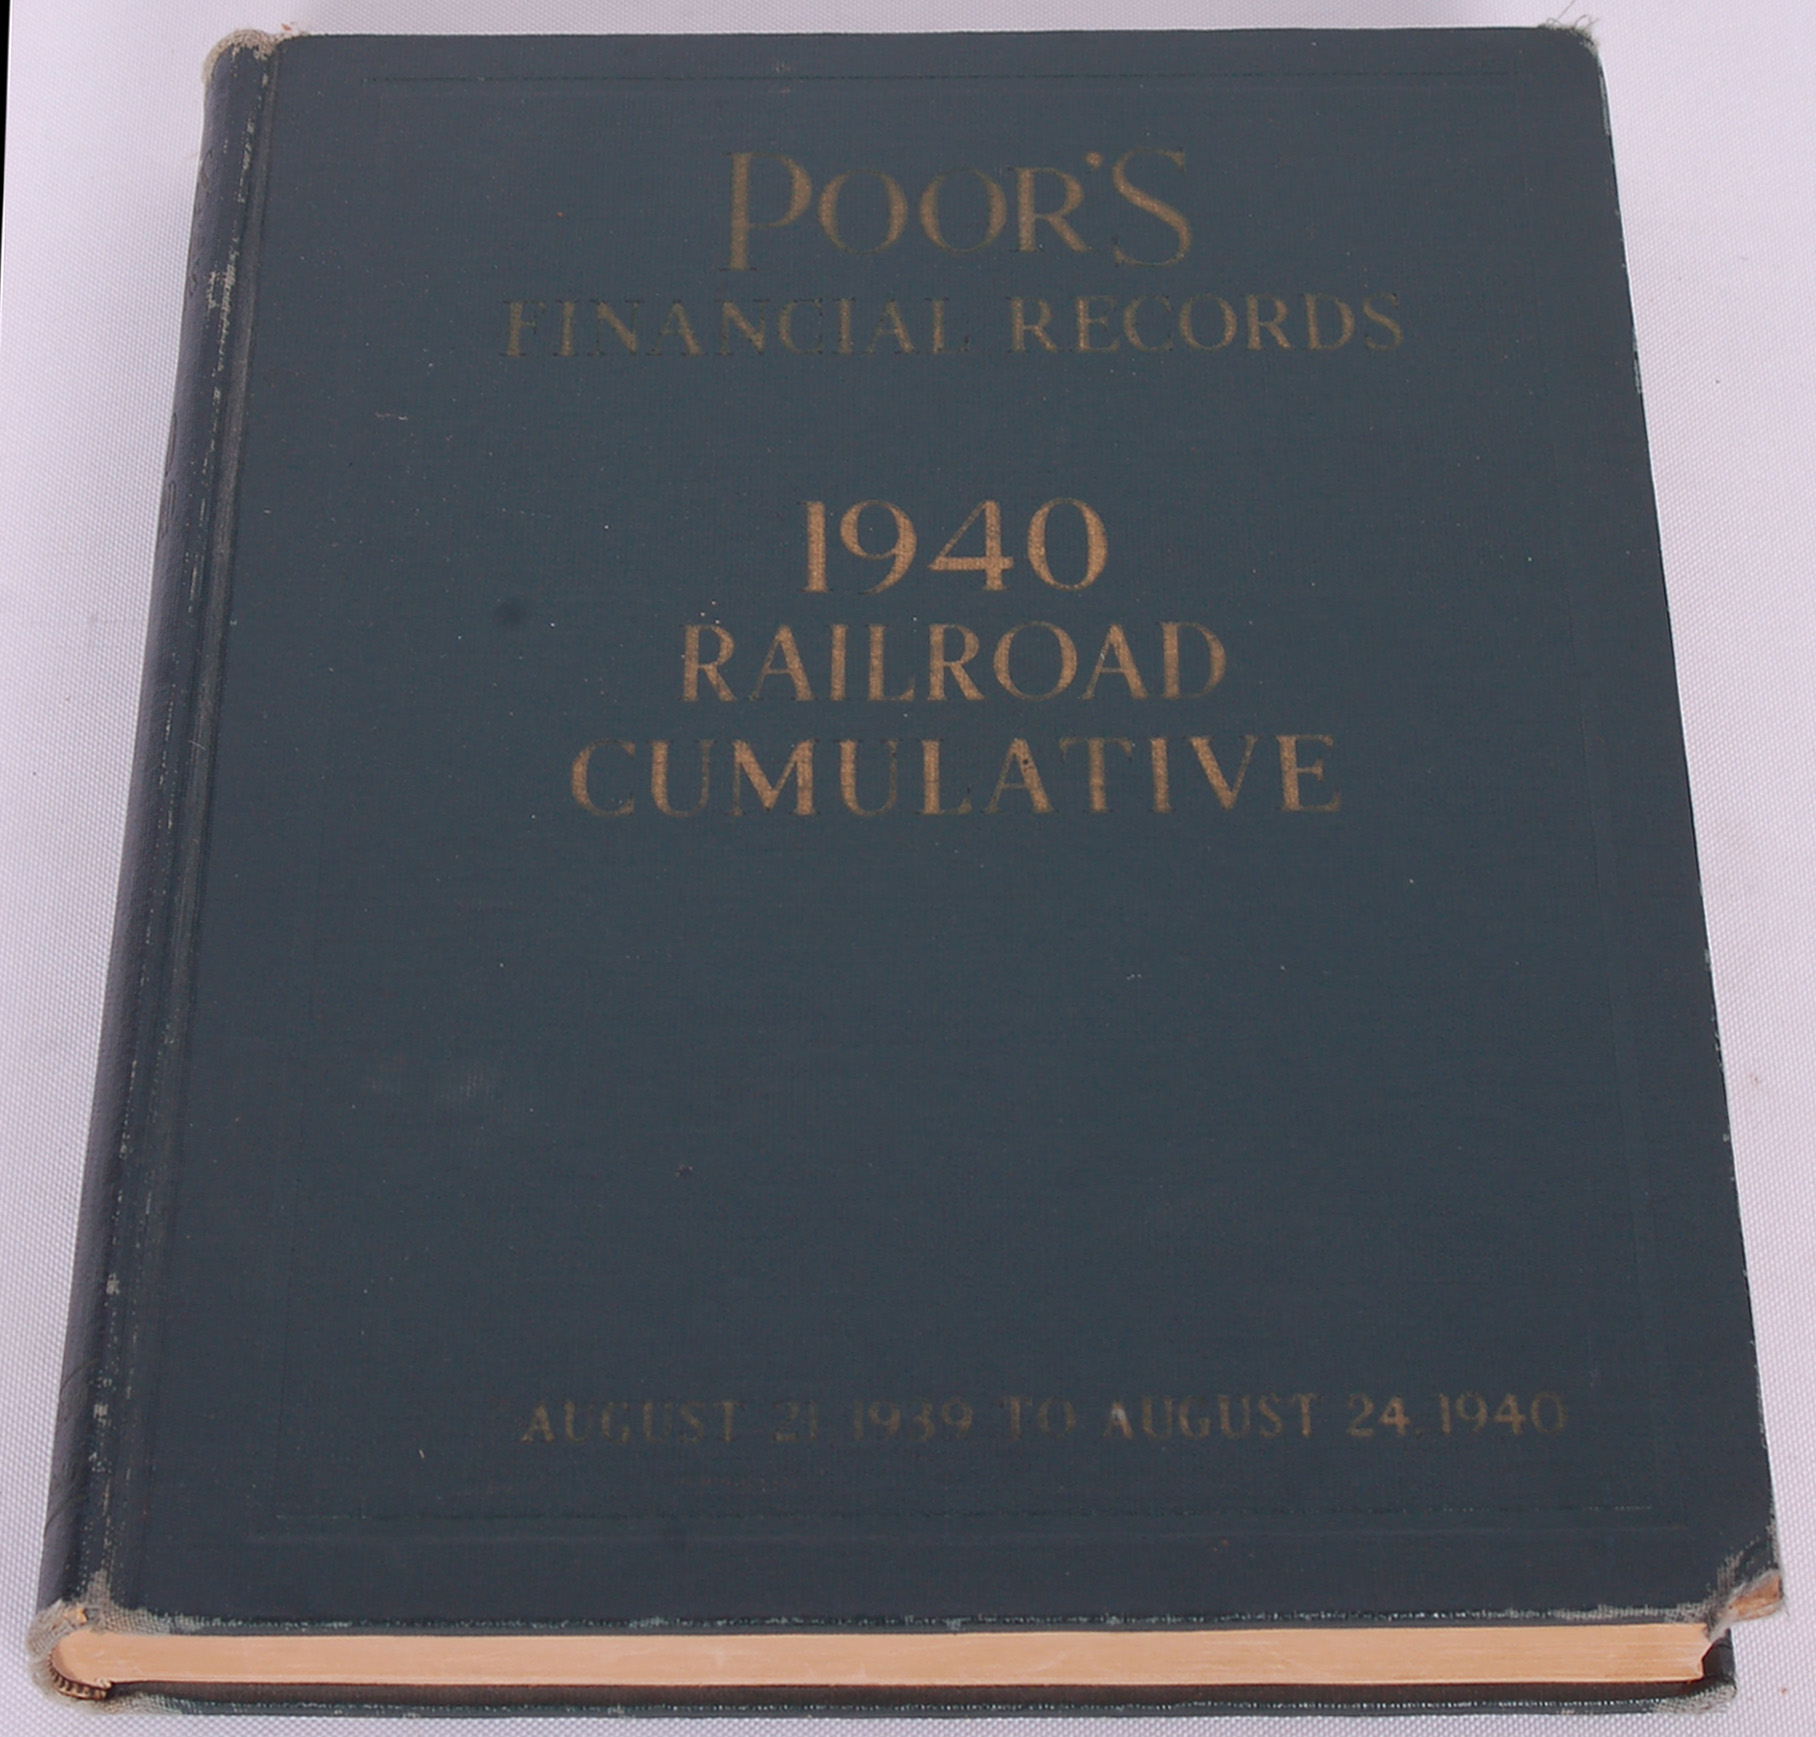 POOR'S
FINANCIAL RECORDS
1940
RAILROAD
CUMULATIVE
AUGUST 21 1939 TO AUGUST 24, 1940